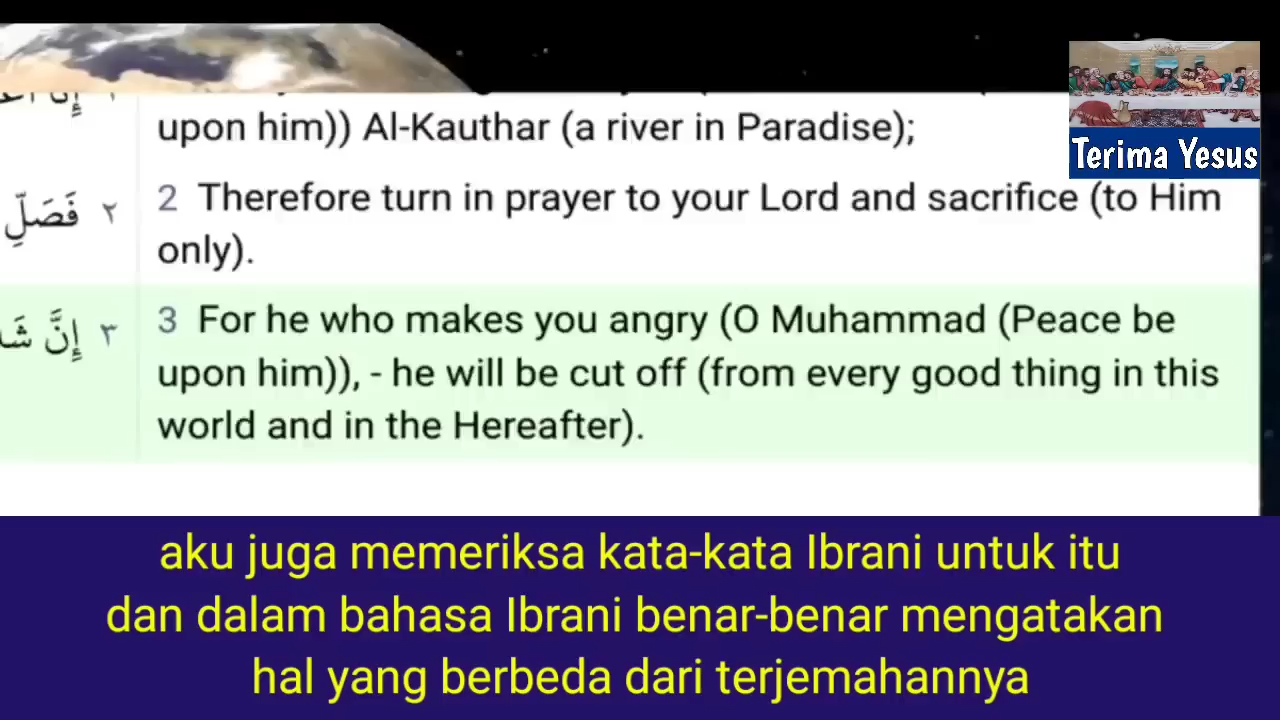 Terima Yesus
upon him)) Al-Kauthar (a river in Paradise);
٢ فَصَلِّ
2 Therefore turn in prayer to your Lord and sacrifice (to Him
only).
٣ إِنَّ
3 For he who makes you angry (O Muhammad (Peace be
upon him)), - he will be cut off (from every good thing in this
world and in the Hereafter).
aku juga memeriksa kata-kata Ibrani untuk itu
dan dalam bahasa Ibrani benar-benar mengatakan
hal yang berbeda dari terjemahannya